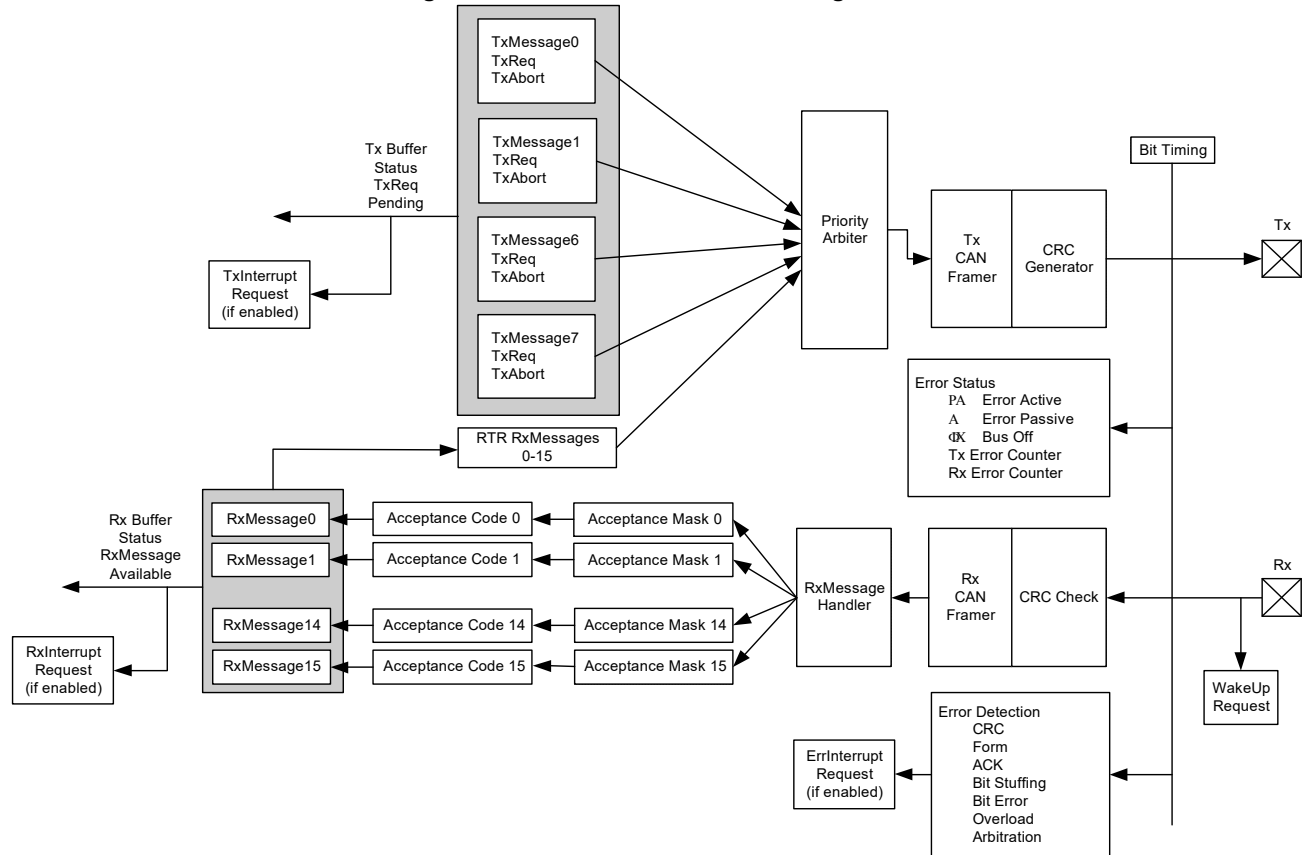 TxMessage0
TxReq
TxAbort
TxMessage1
TxReq
TxAbort
TxMessage6
TxReq
TxAbort
TxMessage7
TxReq
TxAbort
Tx Buffer
Status
TxReq
Pending
TxInterrupt
Request
(if enabled)
Priority
Arbiter
Tx
CAN
Framer
CRC
Generator
Bit Timing
Tx
Error Status
PA Error Active
A Error Passive
Bus Off
Tx Error Counter
Rx Error Counter
RTR RxMessages
0-15
Rx Buffer
Status
RxMessage
Available
RxInterrupt
Request
(if enabled)
RxMessage0
Acceptance Code 0
Acceptance Mask 0
RxMessage1
Acceptance Code 1
Acceptance Mask 1
RxMessage14
Acceptance Code 14
Acceptance Mask 14
RxMessage15
Acceptance Code 15
Acceptance Mask 15
RxMessage
Handler
Rx
CAN
Framer
CRC Check
Rx
WakeUp
Request
Error Detection
CRC
Form
ACK
Bit Stuffing
Bit Error
Overload
Arbitration
ErrInterrupt
Request
(if enabled)